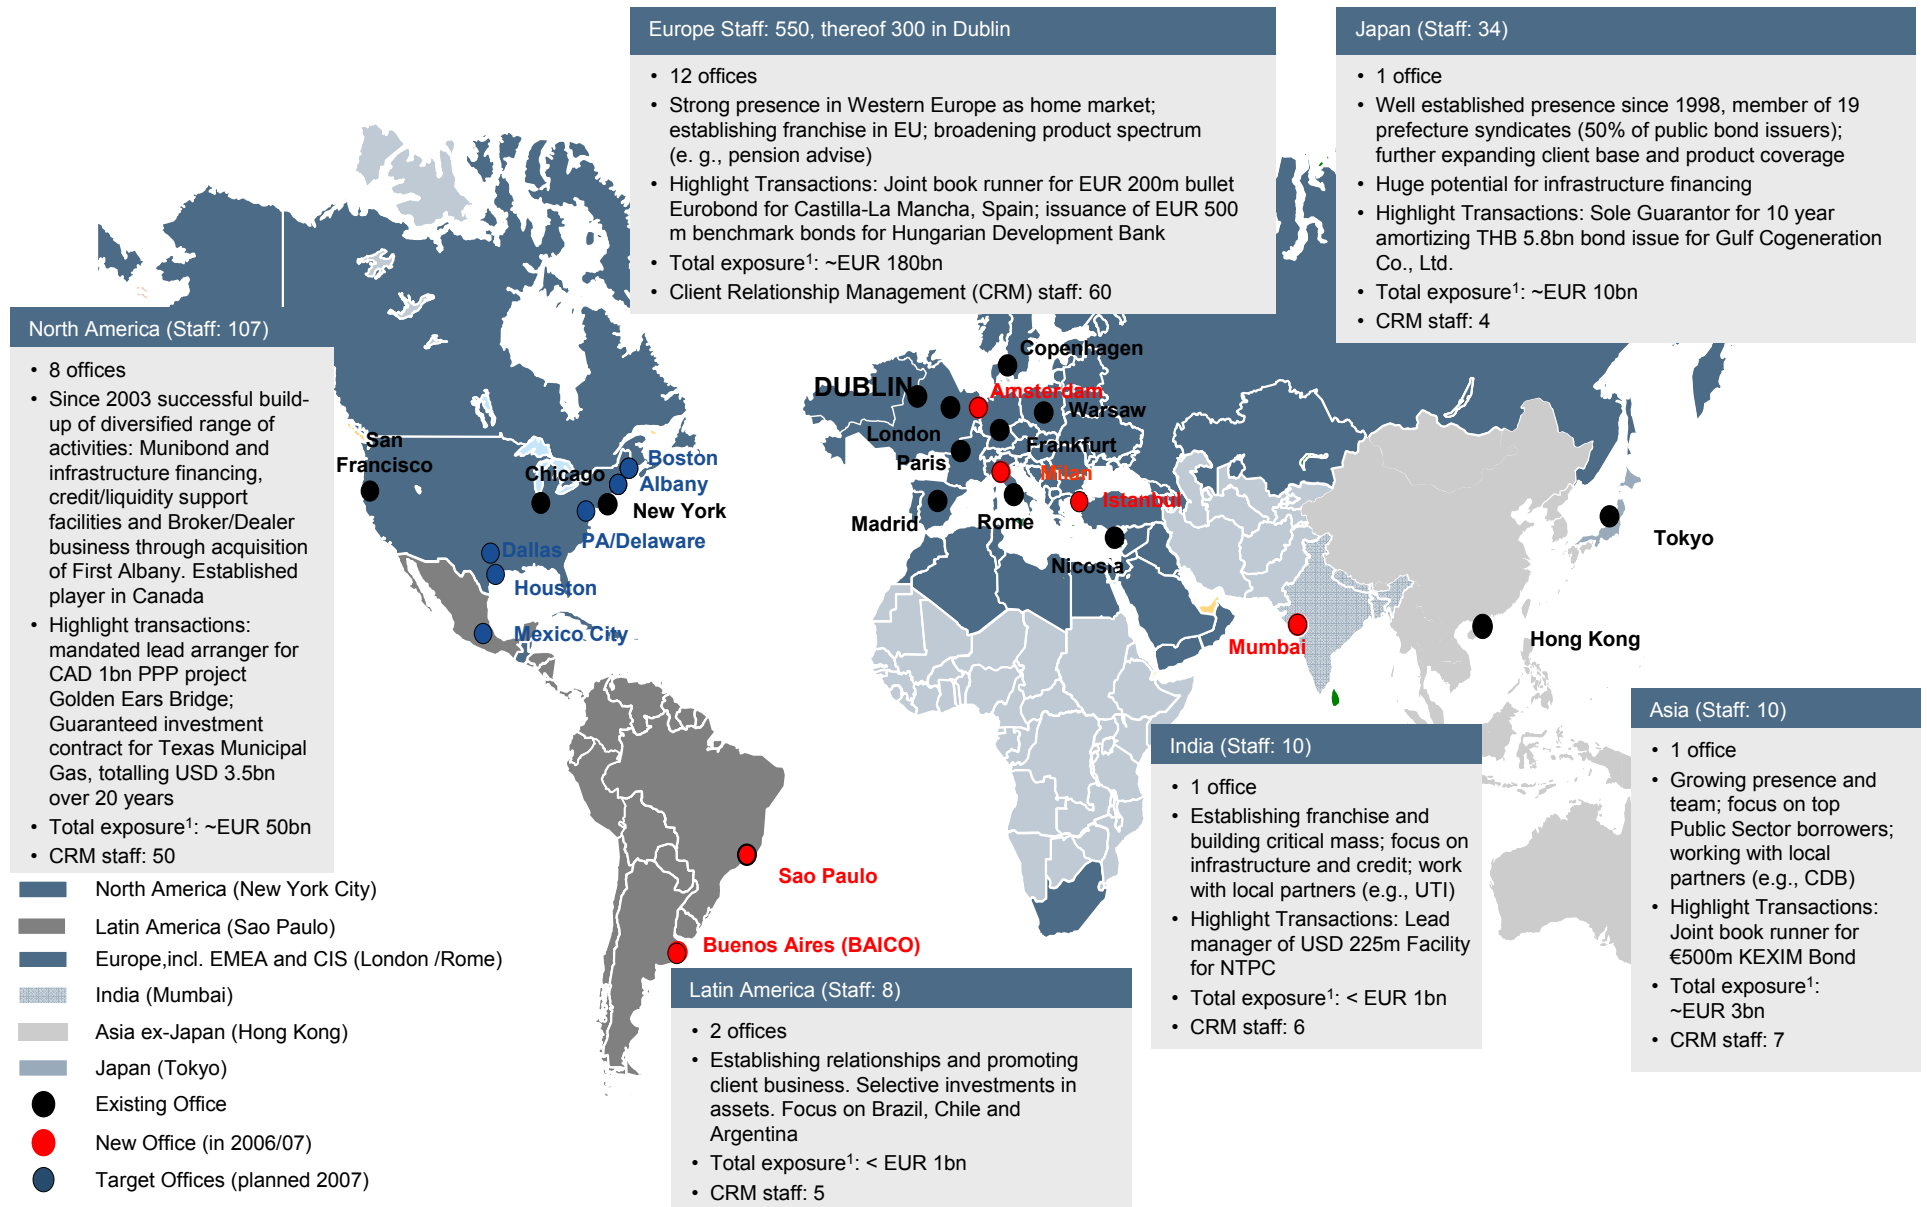 Europe Staff: 550, thereof 300 in Dublin
• 12 offices
• Strong presence in Western Europe as home market;
establishing franchise in EU; broadening product spectrum
(e. g., pension advise)
• Highlight Transactions: Joint book runner for EUR 200m bullet
Eurobond for Castilla-La Mancha, Spain; issuance of EUR 500
m benchmark bonds for Hungarian Development Bank
• Total exposure¹: ~EUR 180bn
• Client Relationship Management (CRM) staff: 60
Japan (Staff: 34)
• 1 office
• Well established presence since 1998, member of 19
prefecture syndicates (50% of public bond issuers);
further expanding client base and product coverage
• Huge potential for infrastructure financing
• Highlight Transactions: Sole Guarantor for 10 year
amortizing THB 5.8bn bond issue for Gulf Cogeneration
Co., Ltd.
• Total exposure¹: ~EUR 10bn
• CRM staff: 4
North America (Staff: 107)
• 8 offices
• Since 2003 successful build-
up of diversified range of
activities: Munibond and
infrastructure financing,
credit/liquidity support
facilities and Broker/Dealer
business through acquisition
of First Albany. Established
player in Canada
• Highlight transactions:
mandated lead arranger for
CAD 1bn PPP project
Golden Ears Bridge;
Guaranteed investment
contract for Texas Municipal
Gas, totalling USD 3.5bn
over 20 years
• Total exposure¹: ~EUR 50bn
• CRM staff: 50
San
Francisco
Chicago
Boston
Albany
New York
PA/Delaware
Dallas
Houston
Mexico City
Copenhagen
DUBLIN
Amsterdam
Warsaw
London
Frankfurt
Paris
Milan
Istanbul
Madrid
Rome
Nicosia
Tokyo
Mumbai
Hong Kong
Sao Paulo
Buenos Aires (BAICO)
India (Staff: 10)
• 1 office
• Establishing franchise and
building critical mass; focus on
infrastructure and credit; work
with local partners (e.g., UTI)
• Highlight Transactions: Lead
manager of USD 225m Facility
for NTPC
• Total exposure¹: < EUR 1bn
• CRM staff: 6
Asia (Staff: 10)
• 1 office
• Growing presence and
team; focus on top
Public Sector borrowers;
working with local
partners (e.g., CDB)
• Highlight Transactions:
Joint book runner for
€500m KEXIM Bond
• Total exposure¹:
~EUR 3bn
• CRM staff: 7
Latin America (Staff: 8)
• 2 offices
• Establishing relationships and promoting
client business. Selective investments in
assets. Focus on Brazil, Chile and
Argentina
• Total exposure¹: < EUR 1bn
• CRM staff: 5
North America (New York City)
Latin America (Sao Paulo)
Europe,incl. EMEA and CIS (London /Rome)
India (Mumbai)
Asia ex-Japan (Hong Kong)
Japan (Tokyo)
Existing Office
New Office (in 2006/07)
Target Offices (planned 2007)